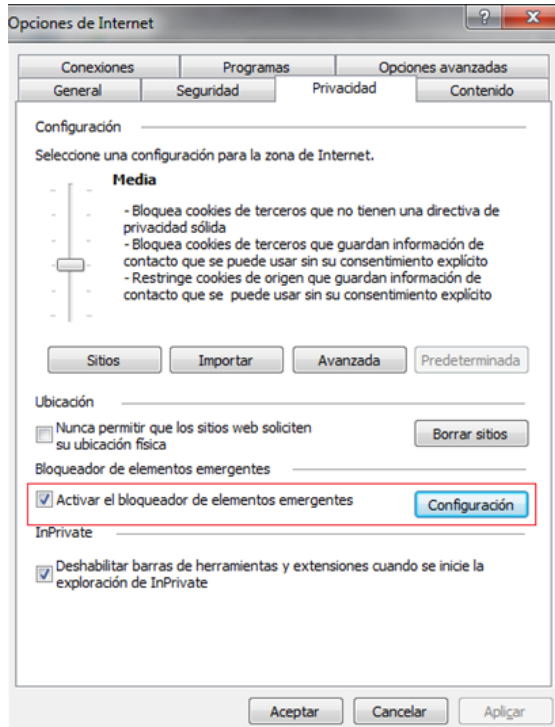 Opciones de Internet
Conexiones Programas Opciones avanzadas
General Seguridad Privacidad Contenido
Configuración
Seleccione una configuración para la zona de Internet.
Media
- Bloquea cookies de terceros que no tienen una directiva de
privacidad sólida
- Bloquea cookies de terceros que guardan información de
contacto que se puede usar sin su consentimiento explícito
- Restringe cookies de origen que guardan información de
contacto que se puede usar sin su consentimiento explícito
Sitios Importar Avanzada Predeterminada
Ubicación
Nunca permitir que los sitios web soliciten
su ubicación física
Borrar sitios
Bloqueador de elementos emergentes
Activar el bloqueador de elementos emergentes Configuración
InPrivate
Deshabilitar barras de herramientas y extensiones cuando se inicie la
exploración de InPrivate
Aceptar Cancelar Aplicar